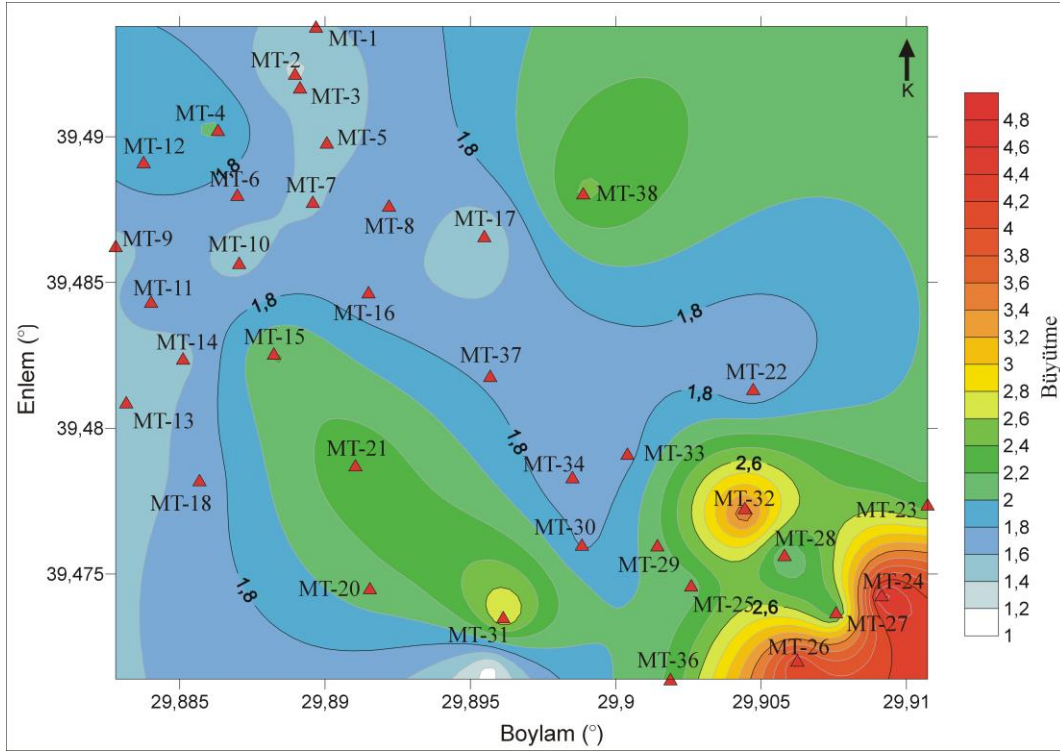 MT-1
MT-2
MT-3
K
MT-4
4,8
39,49
MT-5
4,6
MT-12
1,8
1,8
4,4
MT-6
MT-7
MT-38
4,2
MT-8
MT-17
4
MT-9
MT-10
3,8
39,485
MT-11
3,6
1,8
MT-16
1,8
3,4
MT-14
MT-15
3,2
MT-37
MT-22
3
Enlem (°)
Büyütme
1,8
2,8
MT-13
2,6
39,48
1,8
2,4
MT-21
MT-34
MT-33
2,6
2,2
MT-18
MT-32
MT-23
2
MT-30
MT-28
1,8
MT-29
1,6
39,475
MT-24
1,4
1,8
MT-20
MT-25
2,6
1,2
MT-31
MT-27
1
MT-26
MT-36
29,885
29,89
29,895
29,9
29,905
29,91
Boylam (°)